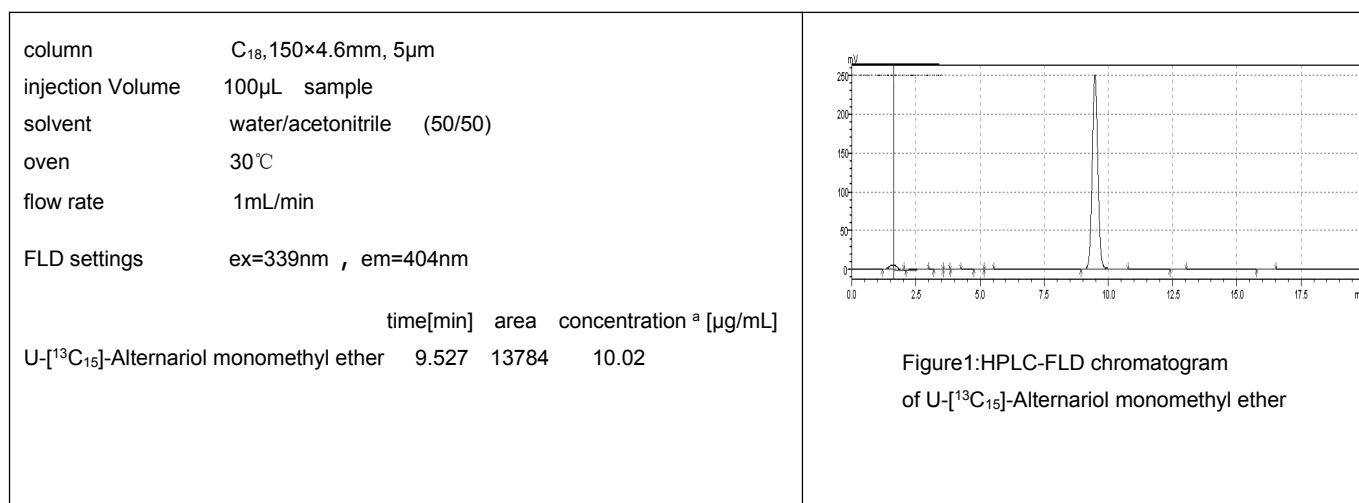 column C₁₈,150×4.6mm, 5μm
injection Volume 100μL sample
solvent water/acetonitrile (50/50)
oven 30℃
flow rate 1mL/min
FLD settings ex=339nm , em=404nm
time[min] area concentration ᵃ [μg/mL]
U-[¹³C₁₅]-Alternariol monomethyl ether 9.527 13784 10.02
mV
250
200
150
100
50
0
0.0 2.5 5.0 7.5 10.0 12.5 15.0 17.5
Figure1:HPLC-FLD chromatogram
of U-[¹³C₁₅]-Alternariol monomethyl ether